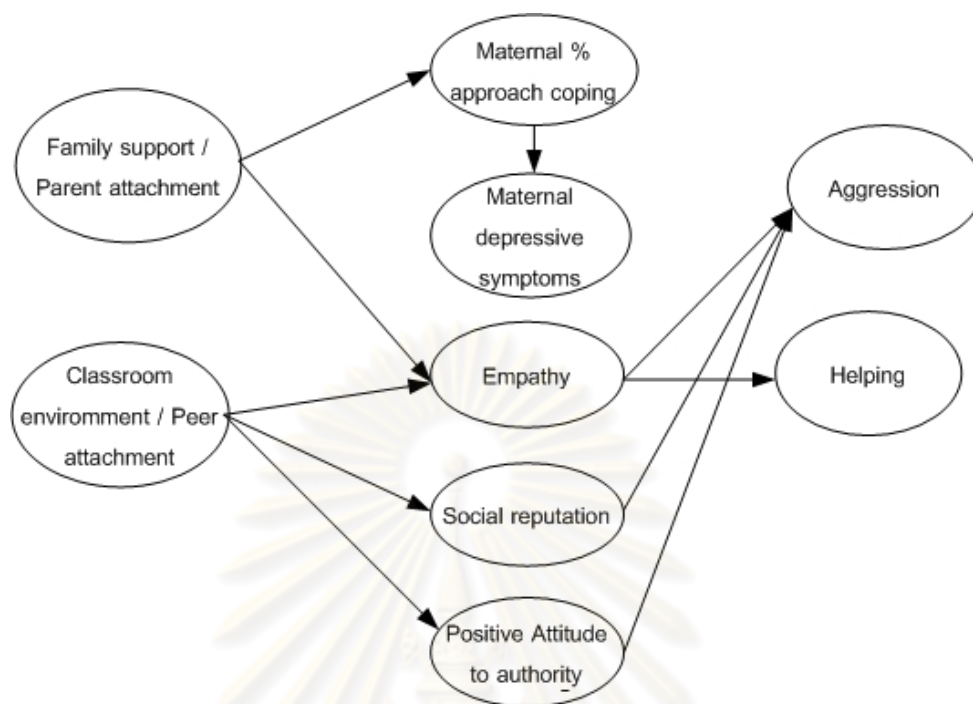 Maternal %
approach coping
Family support /
Parent attachment
Maternal
depressive
symptoms
Aggression
Classroom
enviromment / Peer
attachment
Empathy
Helping
Social reputation
Positive Attitude
to authority